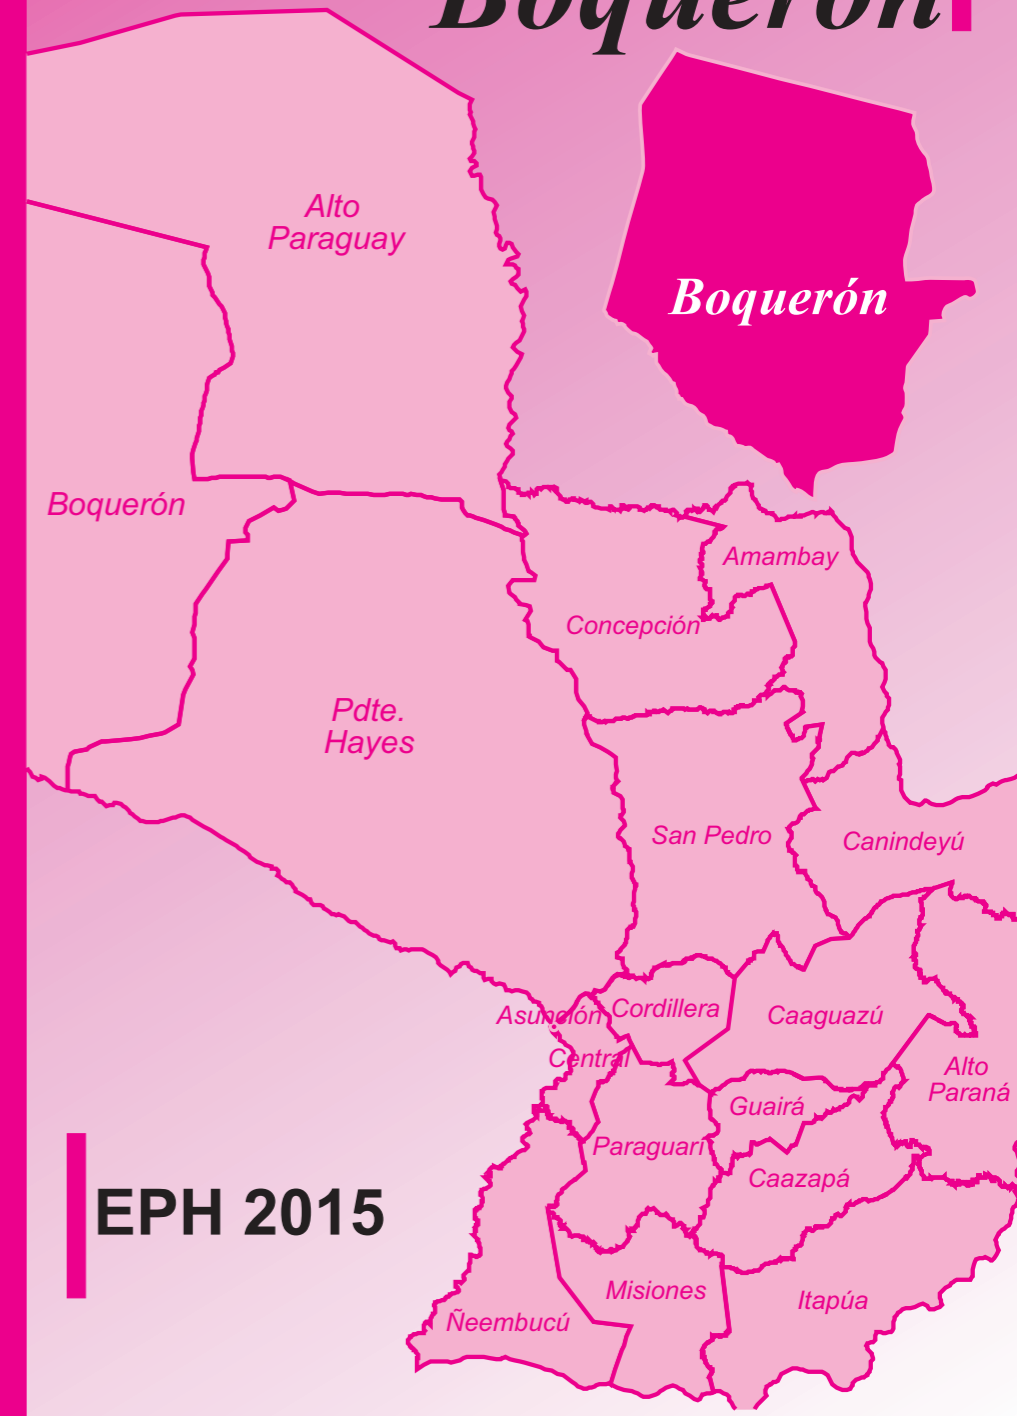 Boquerón
Alto
Paraguay
Boquerón
Boquerón
Amambay
Concepción
Pdte.
Hayes
San Pedro
Canindeyú
Asunción
Cordillera
Caaguazú
Central
Alto
Paraná
Guairá
Paraguarí
Caazapá
EPH 2015
Misiones
Itapúa
Ñeembucú